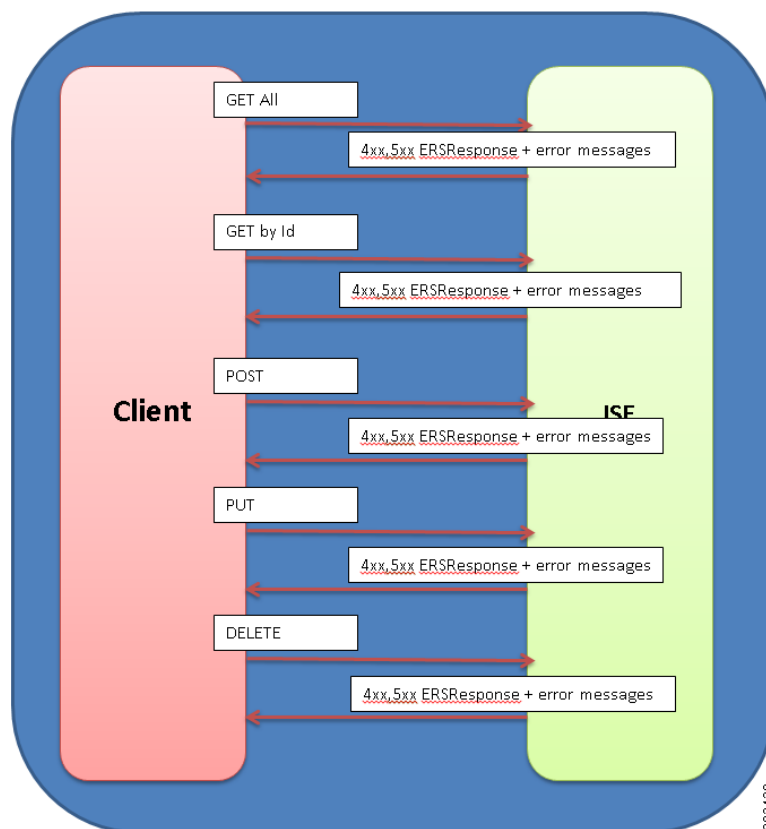 GET All
4xx,5xx ERSResponse + error messages
GET by Id
4xx,5xx ERSResponse + error messages
POST
Client
ISE
4xx,5xx ERSResponse + error messages
PUT
4xx,5xx ERSResponse + error messages
DELETE
4xx,5xx ERSResponse + error messages